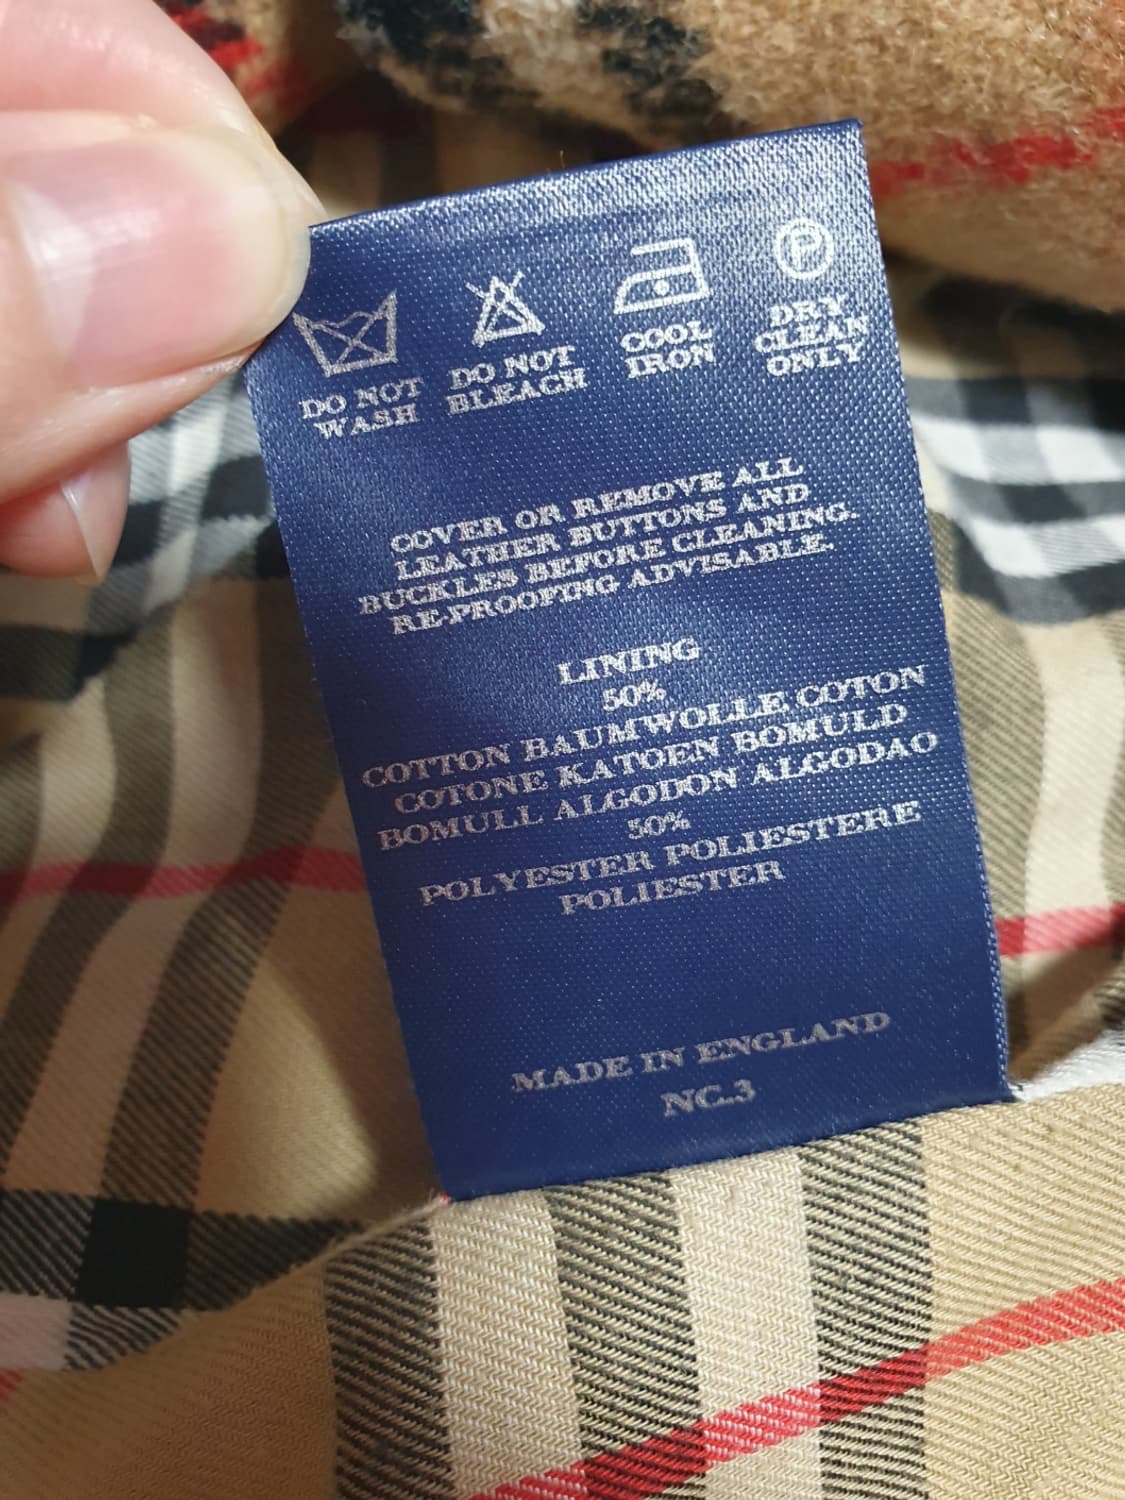 P
DO NOT
WASH
DO NOT
BLEACH
COOL
IRON
DRY
CLEAN
ONLY
COVER OR REMOVE ALL
LEATHER BUTTONS AND
BUCKLES BEFORE CLEANING.
RE-PROOFING ADVISABLE.
LINING
50%
COTTON BAUMWOLLE COTON
COTONE KATOEN BOMULD
BOMULL ALGODON ALGODAO
50%
POLYESTER POLIESTERE
POLIESTER
MADE IN ENGLAND
NC.3